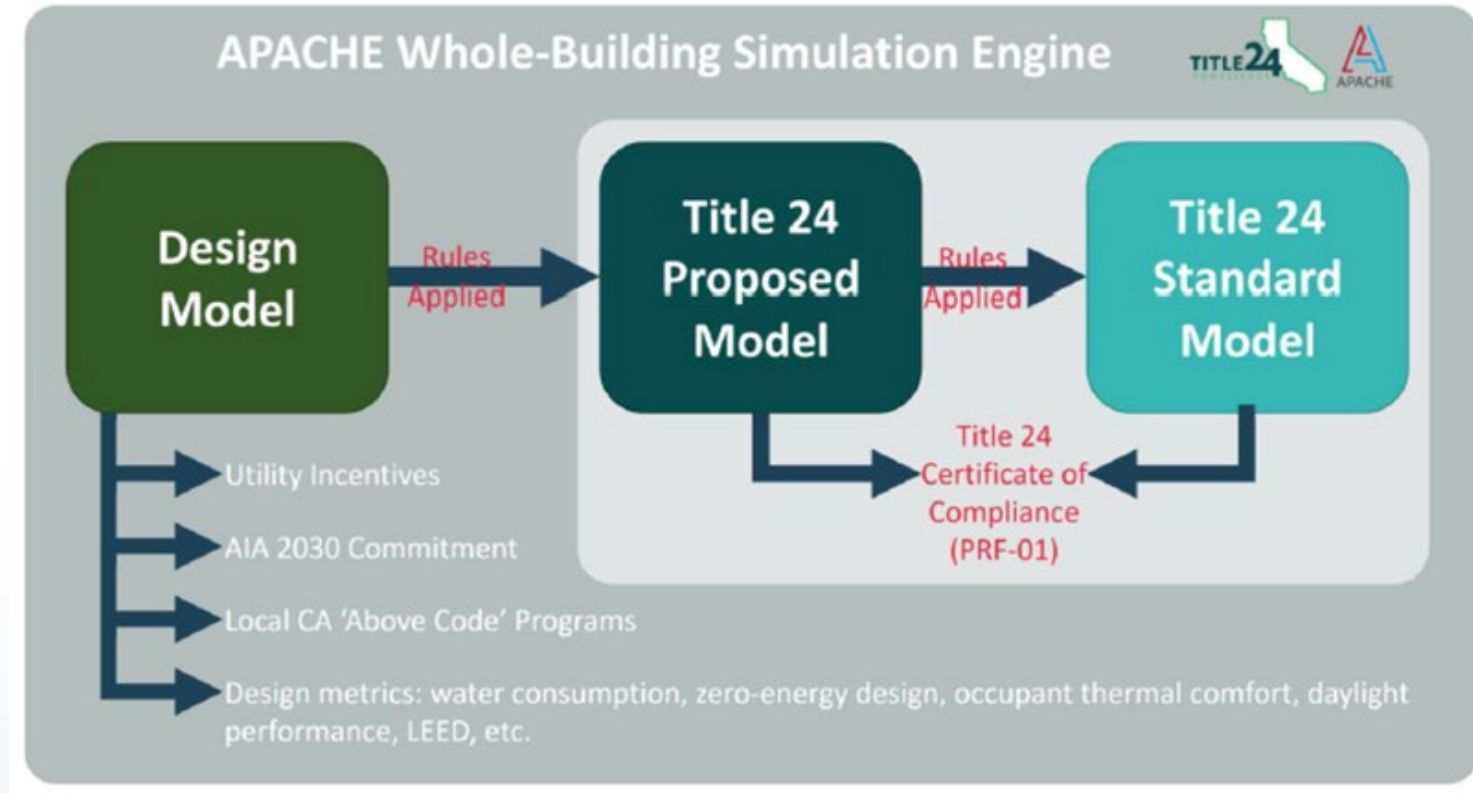 APACHE Whole-Building Simulation Engine
TITLE 24
APACHE
Design
Model
Rules
Applied
Title 24
Proposed
Model
Rules
Applied
Title 24
Standard
Model
Title 24
Certificate of
Compliance
(PRF-01)
Utility Incentives
AIA 2030 Commitment
Local CA ‘Above Code’ Programs
Design metrics: water consumption, zero-energy design, occupant thermal comfort, daylight
performance, LEED, etc.